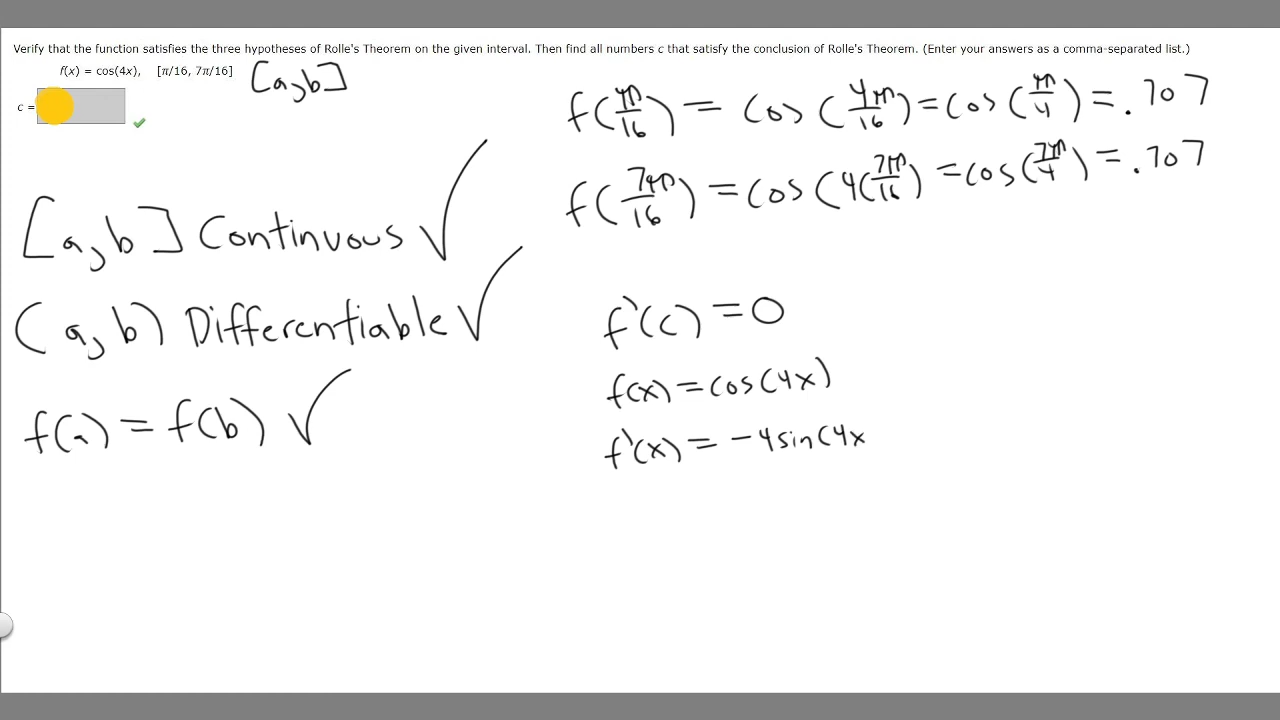 Verify that the function satisfies the three hypotheses of Rolle's Theorem on the given interval. Then find all numbers c that satisfy the conclusion of Rolle's Theorem. (Enter your answers as a comma-separated list.)
f(x) = cos(4x), [π/16, 7π/16]
[a,b]
c =
f(π/16) = cos(4π/16) = cos(π/4) = .707
f(7π/16) = cos(4(7π/16) = cos(7π/4) = .707
[a,b] Continuous ✓
(a,b) Differentiable ✓
f(a) = f(b) ✓
f'(c) = 0
f(x) = cos(4x)
f'(x) = -4sin(4x